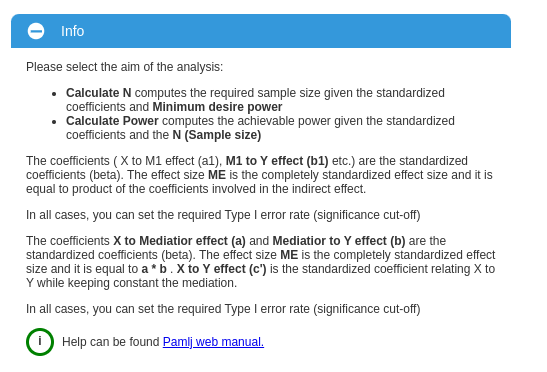 Info
Please select the aim of the analysis:
• Calculate N computes the required sample size given the standardized
coefficients and Minimum desire power
• Calculate Power computes the achievable power given the standardized
coefficients and the N (Sample size)
The coefficients ( X to M1 effect (a1), M1 to Y effect (b1) etc.) are the standardized
coefficients (beta). The effect size ME is the completely standardized effect size and it is
equal to product of the coefficients involved in the indirect effect.
In all cases, you can set the required Type I error rate (significance cut-off)
The coefficients X to Mediatior effect (a) and Mediatior to Y effect (b) are the
standardized coefficients (beta). The effect size ME is the completely standardized effect
size and it is equal to a * b . X to Y effect (c') is the standardized coefficient relating X to
Y while keeping constant the mediation.
In all cases, you can set the required Type I error rate (significance cut-off)
i Help can be found Pamlj web manual.